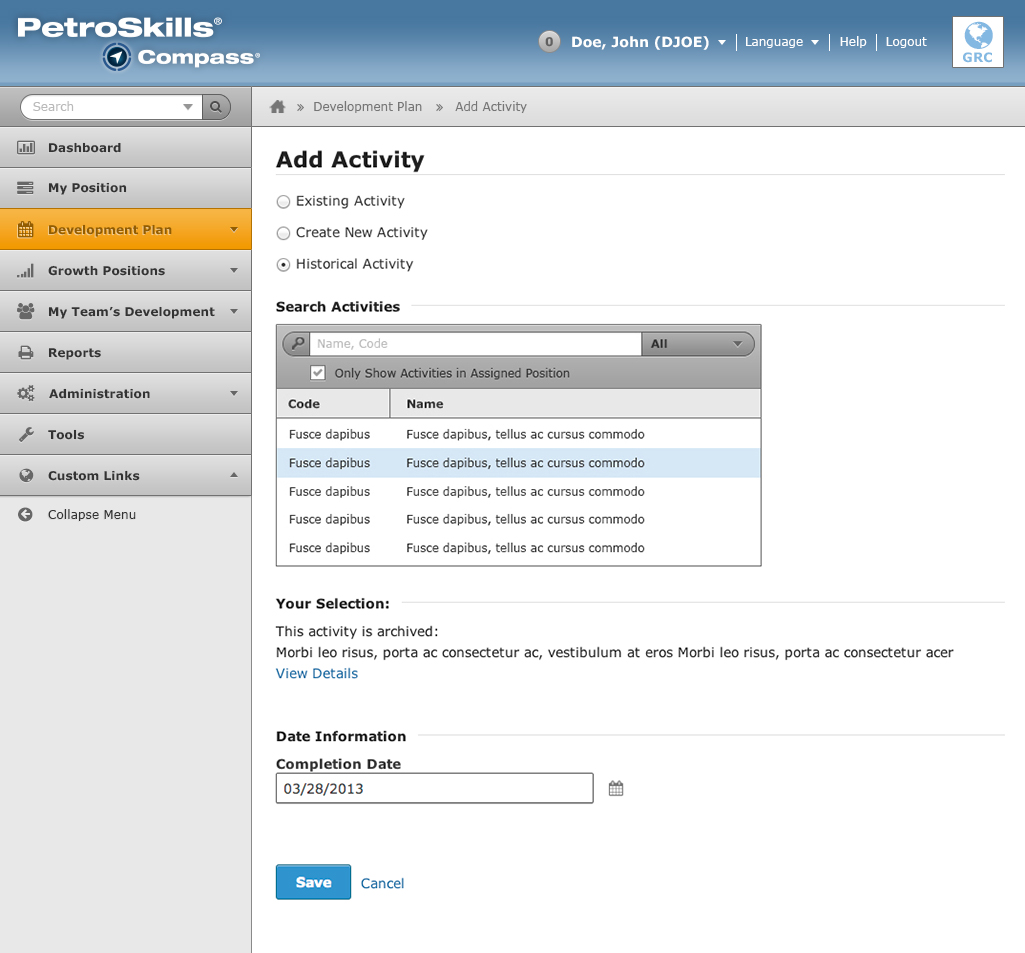 PetroSkills®
Compass®
0 Doe, John (DJOE) Language Help Logout
GRC
Search
» Development Plan » Add Activity
Dashboard
My Position
Development Plan
Growth Positions
My Team's Development
Reports
Administration
Tools
Custom Links
Collapse Menu
Add Activity
Existing Activity
Create New Activity
Historical Activity
Search Activities
Name, Code All
Only Show Activities in Assigned Position
Code Name
Fusce dapibus Fusce dapibus, tellus ac cursus commodo
Fusce dapibus Fusce dapibus, tellus ac cursus commodo
Fusce dapibus Fusce dapibus, tellus ac cursus commodo
Fusce dapibus Fusce dapibus, tellus ac cursus commodo
Fusce dapibus Fusce dapibus, tellus ac cursus commodo
Your Selection:
This activity is archived:
Morbi leo risus, porta ac consectetur ac, vestibulum at eros Morbi leo risus, porta ac consectetur acer
View Details
Date Information
Completion Date
03/28/2013
Save Cancel